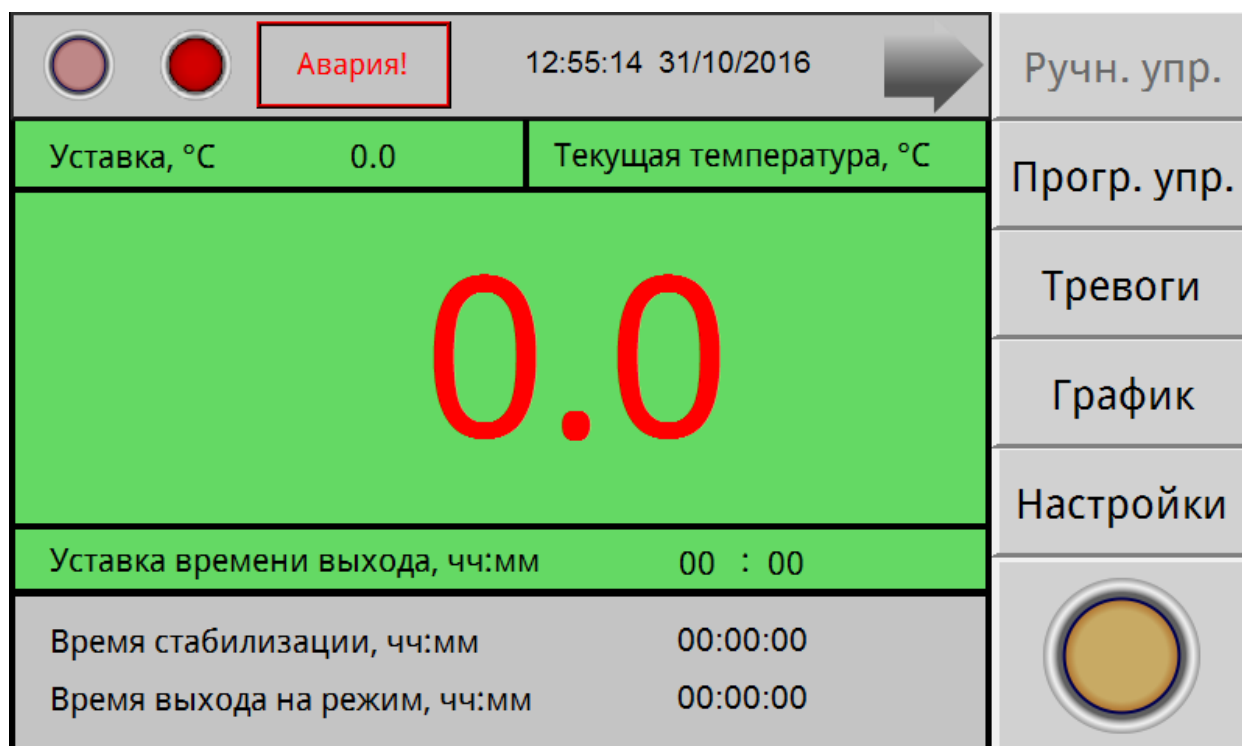 Авария!
12:55:14 31/10/2016
Ручн. упр.
Уставка, °C 0.0
Текущая температура, °C
Прогр. упр.
0.0
Тревоги
График
Настройки
Уставка времени выхода, чч:мм 00 : 00
Время стабилизации, чч:мм 00:00:00
Время выхода на режим, чч:мм 00:00:00